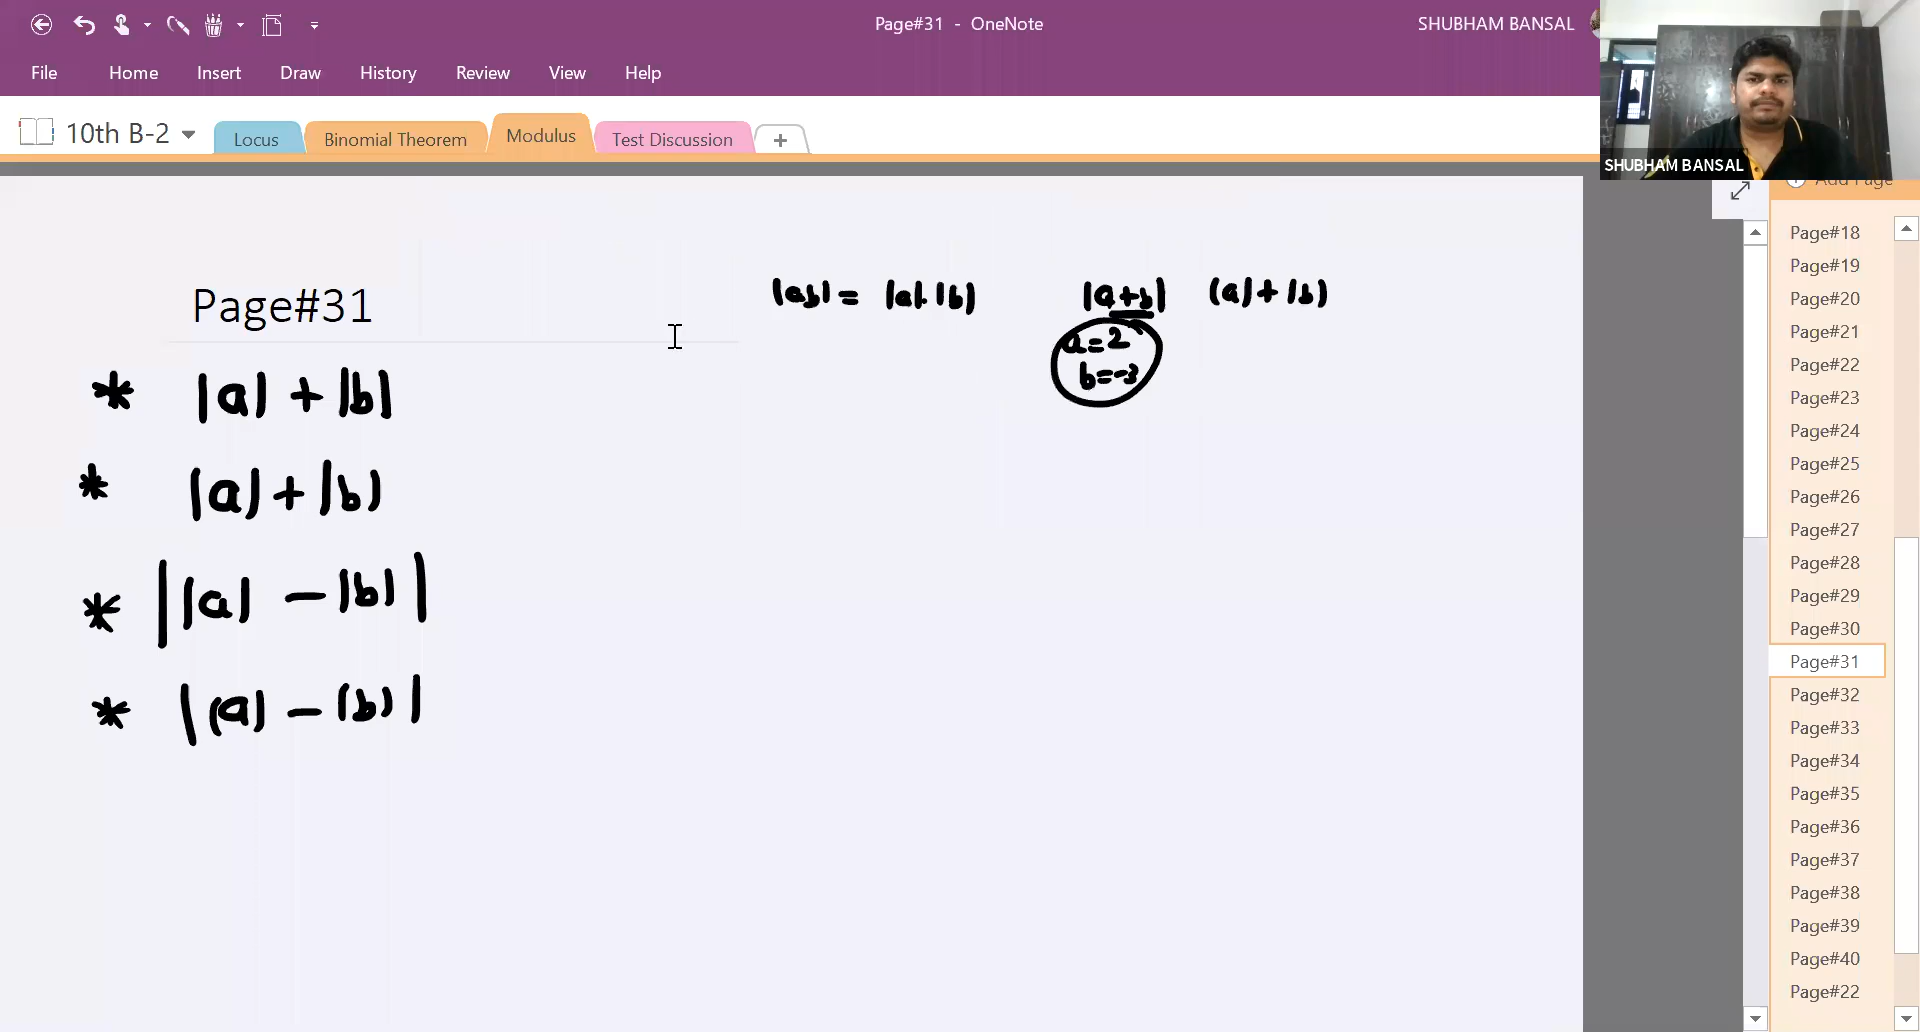 Page#31 - OneNote
SHUBHAM BANSAL
File Home Insert Draw History Review View Help
SHUBHAM BANSAL
10th B-2 Locus Binomial Theorem Modulus Test Discussion +
Add Page
Page#31
|ab| = |a|.|b|
|a+b| |a|+|b|
a=2
b=-3
* |a| + |b|
* |a| + |b|
* ||a| - |b||
* ||a| - |b||
Page#18
Page#19
Page#20
Page#21
Page#22
Page#23
Page#24
Page#25
Page#26
Page#27
Page#28
Page#29
Page#30
Page#31
Page#32
Page#33
Page#34
Page#35
Page#36
Page#37
Page#38
Page#39
Page#40
Page#22